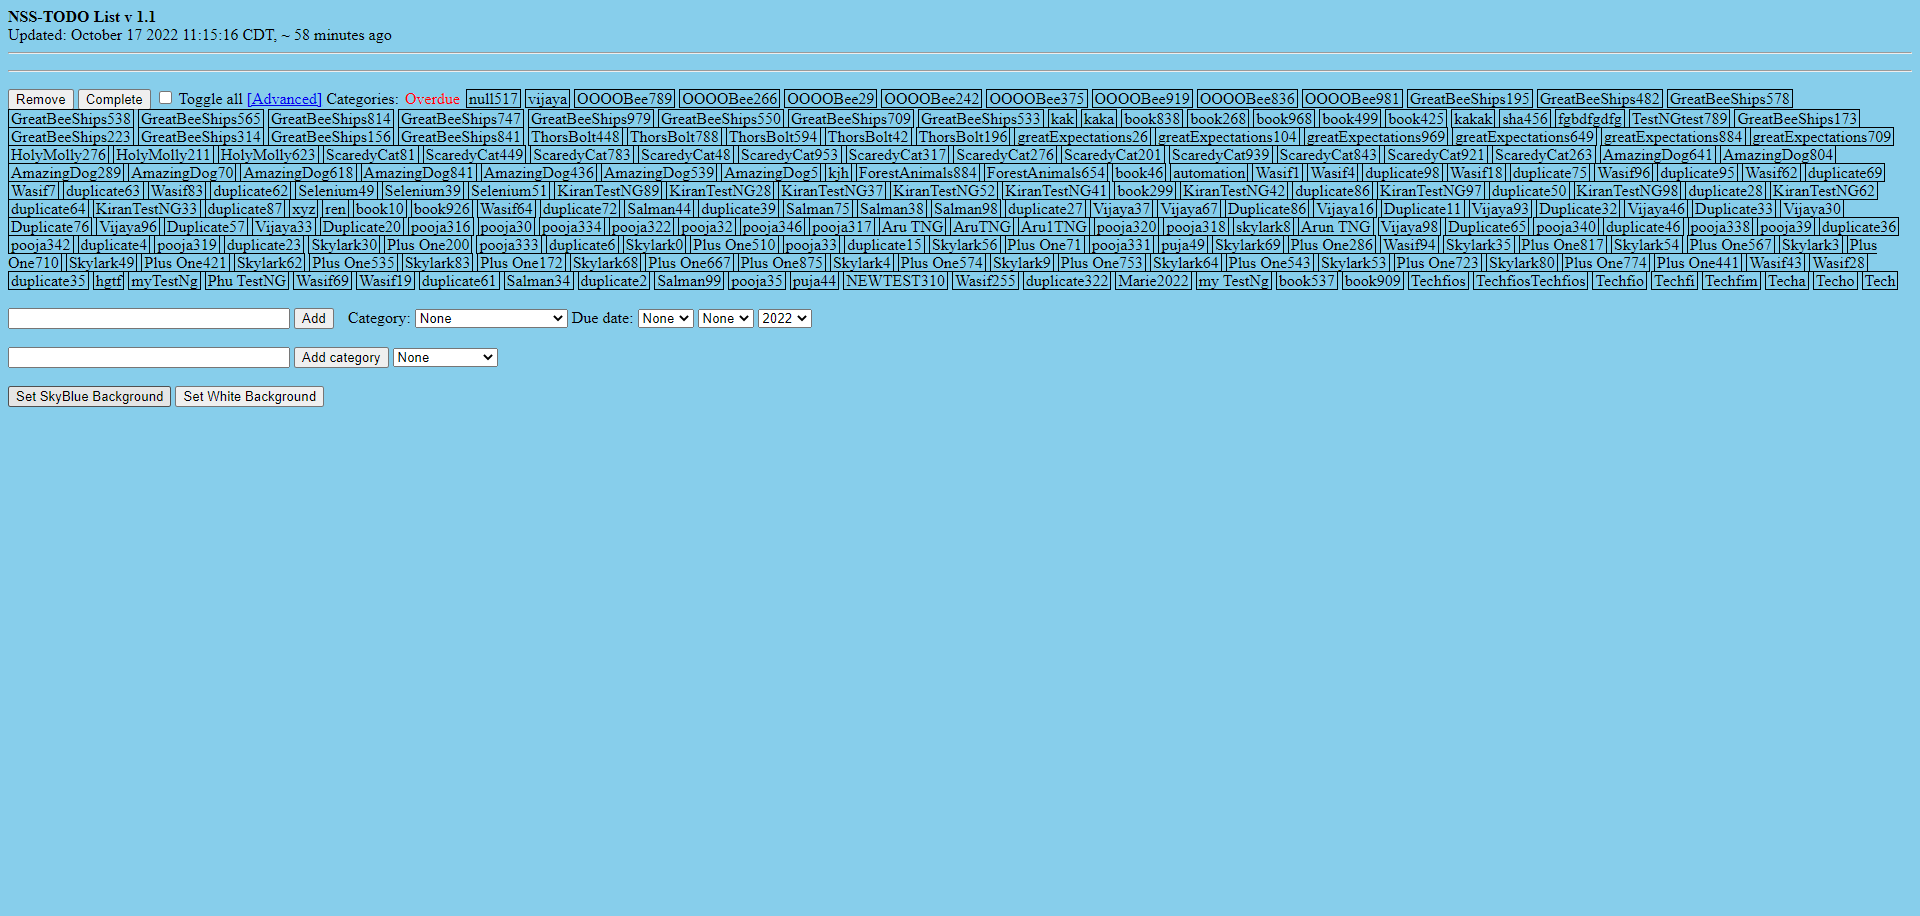 NSS-TODO List v 1.1
Updated: October 17 2022 11:15:16 CDT, ~ 58 minutes ago
Remove Complete Toggle all [Advanced] Categories: Overdue null517 vijaya OOOOBee789 OOOOBee266 OOOOBee29 OOOOBee242 OOOOBee375 OOOOBee919 OOOOBee836 OOOOBee981 GreatBeeShips195 GreatBeeShips482 GreatBeeShips578
GreatBeeShips538 GreatBeeShips565 GreatBeeShips814 GreatBeeShips747 GreatBeeShips979 GreatBeeShips550 GreatBeeShips709 GreatBeeShips533 kak kaka book838 book268 book968 book499 book425 kakak sha456 fgbdfgdfg TestNGtest789 GreatBeeShips173
GreatBeeShips223 GreatBeeShips314 GreatBeeShips156 GreatBeeShips841 ThorsBolt448 ThorsBolt788 ThorsBolt594 ThorsBolt42 ThorsBolt196 greatExpectations26 greatExpectations104 greatExpectations969 greatExpectations649 greatExpectations884 greatExpectations709
HolyMolly276 HolyMolly211 HolyMolly623 ScaredyCat81 ScaredyCat449 ScaredyCat783 ScaredyCat48 ScaredyCat953 ScaredyCat317 ScaredyCat276 ScaredyCat201 ScaredyCat939 ScaredyCat843 ScaredyCat921 ScaredyCat263 AmazingDog641 AmazingDog804
AmazingDog289 AmazingDog70 AmazingDog618 AmazingDog841 AmazingDog436 AmazingDog539 AmazingDog5 kjh ForestAnimals884 ForestAnimals654 book46 automation Wasif1 Wasif4 duplicate98 Wasif18 duplicate75 Wasif96 duplicate95 Wasif62 duplicate69
Wasif7 duplicate63 Wasif83 duplicate62 Selenium49 Selenium39 Selenium51 KiranTestNG89 KiranTestNG28 KiranTestNG37 KiranTestNG52 KiranTestNG41 book299 KiranTestNG42 duplicate86 KiranTestNG97 duplicate50 KiranTestNG98 duplicate28 KiranTestNG62
duplicate64 KiranTestNG33 duplicate87 xyz ren book10 book926 Wasif64 duplicate72 Salman44 duplicate39 Salman75 Salman38 Salman98 duplicate27 Vijaya37 Vijaya67 Duplicate86 Vijaya16 Duplicate11 Vijaya93 Duplicate32 Vijaya46 Duplicate33 Vijaya30
Duplicate76 Vijaya96 Duplicate57 Vijaya33 Duplicate20 pooja316 pooja30 pooja334 pooja322 pooja32 pooja346 pooja317 Aru TNG AruTNG Aru1TNG pooja320 pooja318 skylark8 Arun TNG Vijaya98 Duplicate65 pooja340 duplicate46 pooja338 pooja39 duplicate36
pooja342 duplicate4 pooja319 duplicate23 Skylark30 Plus One200 pooja333 duplicate6 Skylark0 Plus One510 pooja33 duplicate15 Skylark56 Plus One71 pooja331 puja49 Skylark69 Plus One286 Wasif94 Skylark35 Plus One817 Skylark54 Plus One567 Skylark3 Plus
One710 Skylark49 Plus One421 Skylark62 Plus One535 Skylark83 Plus One172 Skylark68 Plus One667 Plus One875 Skylark4 Plus One574 Skylark9 Plus One753 Skylark64 Plus One543 Skylark53 Plus One723 Skylark80 Plus One774 Plus One441 Wasif43 Wasif28
duplicate35 hgtf myTestNg Phu TestNG Wasif69 Wasif19 duplicate61 Salman34 duplicate2 Salman99 pooja35 puja44 NEWTEST310 Wasif255 duplicate322 Marie2022 my TestNg book537 book909 Techfios TechfiosTechfios Techfio Techfi Techfim Techa Techo Tech
Add Category: None Due date: None None 2022
Add category None
Set SkyBlue Background Set White Background